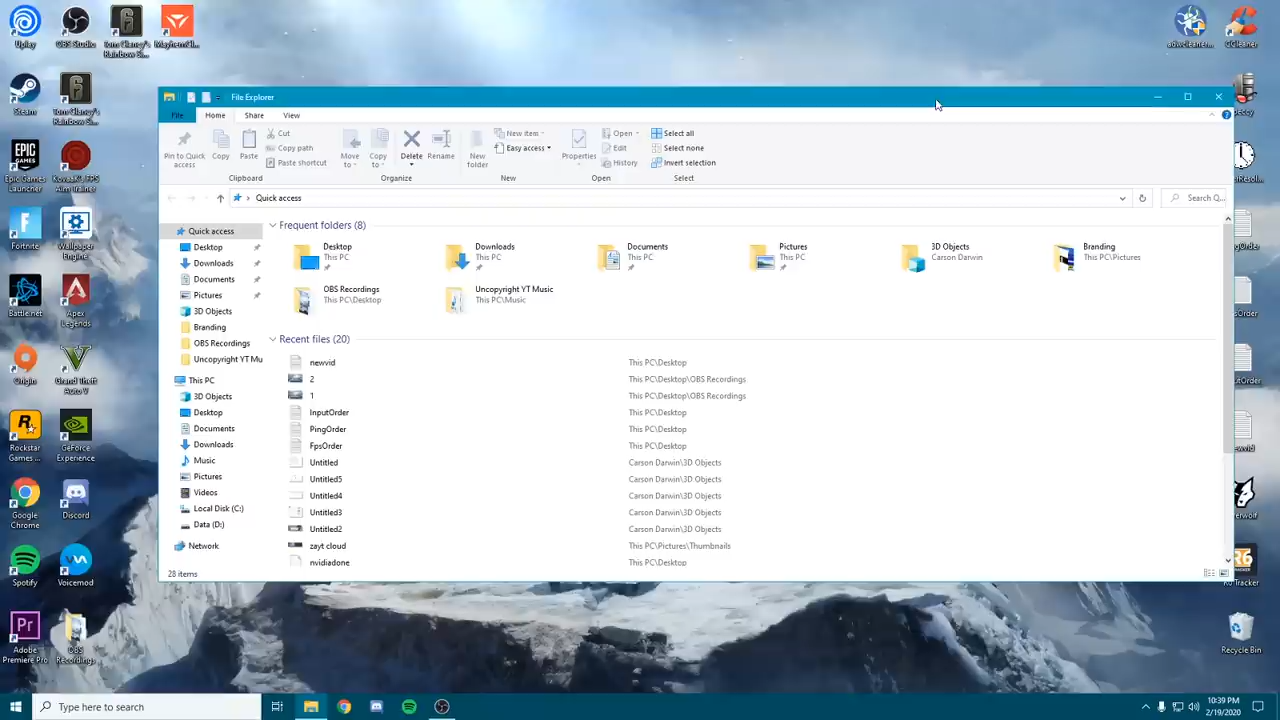 Uplay
OBS Studio
Tom Clancy's Rainbow S...
MayhemCl...
adwcleaner...
CCleaner
Steam
Tom Clancy's Rainbow S...
Epic Games Launcher
KovaaK's FPS Aim Trainer
Fortnite
Wallpaper Engine
Battle.net
Apex Legends
Origin
Grand Theft Auto V
Rockstar Games ...
GeForce Experience
Google Chrome
Discord
Spotify
Voicemod
Adobe Premiere Pro
OBS Recordings
Recycle Bin
File Explorer
File Home Share View
Pin to Quick access
Copy
Paste
Cut
Copy path
Paste shortcut
Clipboard
Move to
Copy to
Delete
Rename
Organize
New folder
New item
Easy access
New
Properties
Open
Edit
History
Open
Select all
Select none
Invert selection
Select
Quick access
Search Q...
Quick access
Desktop
Downloads
Documents
Pictures
3D Objects
Branding
OBS Recordings
Uncopyright YT Mu
This PC
3D Objects
Desktop
Documents
Downloads
Music
Pictures
Videos
Local Disk (C:)
Data (D:)
Network
Frequent folders (8)
Desktop
This PC
Downloads
This PC
Documents
This PC
Pictures
This PC
3D Objects
Carson Darwin
Branding
This PC\Pictures
OBS Recordings
This PC\Desktop
Uncopyright YT Music
This PC\Music
Recent files (20)
newvid This PC\Desktop
2 This PC\Desktop\OBS Recordings
1 This PC\Desktop\OBS Recordings
InputOrder This PC\Desktop
PingOrder This PC\Desktop
FpsOrder This PC\Desktop
Untitled Carson Darwin\3D Objects
Untitled5 Carson Darwin\3D Objects
Untitled4 Carson Darwin\3D Objects
Untitled3 Carson Darwin\3D Objects
Untitled2 Carson Darwin\3D Objects
zayt cloud This PC\Pictures\Thumbnails
nvidiadone This PC\Desktop
28 items
Type here to search
10:39 PM
2/19/2020